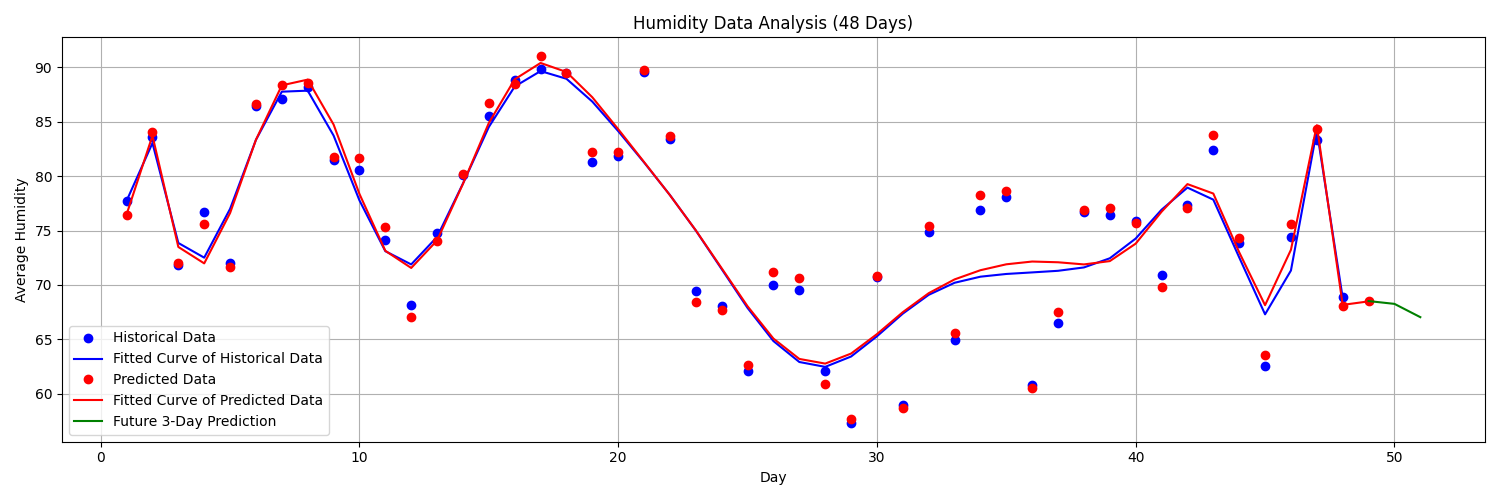 Humidity Data Analysis (48 Days)
Average Humidity
90
85
80
75
70
65
60
Historical Data
Fitted Curve of Historical Data
Predicted Data
Fitted Curve of Predicted Data
Future 3-Day Prediction
0 10 20 30 40 50
Day